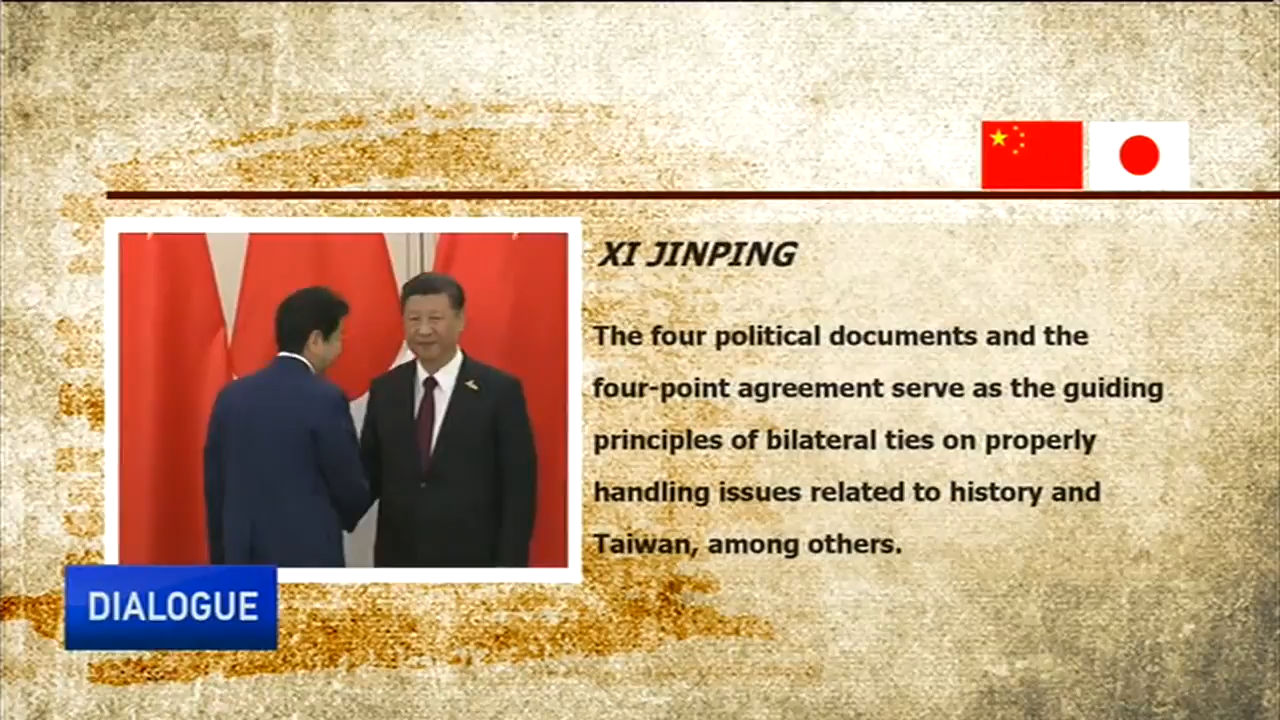 XI JINPING
The four political documents and the
four-point agreement serve as the guiding
principles of bilateral ties on properly
handling issues related to history and
Taiwan, among others.
DIALOGUE